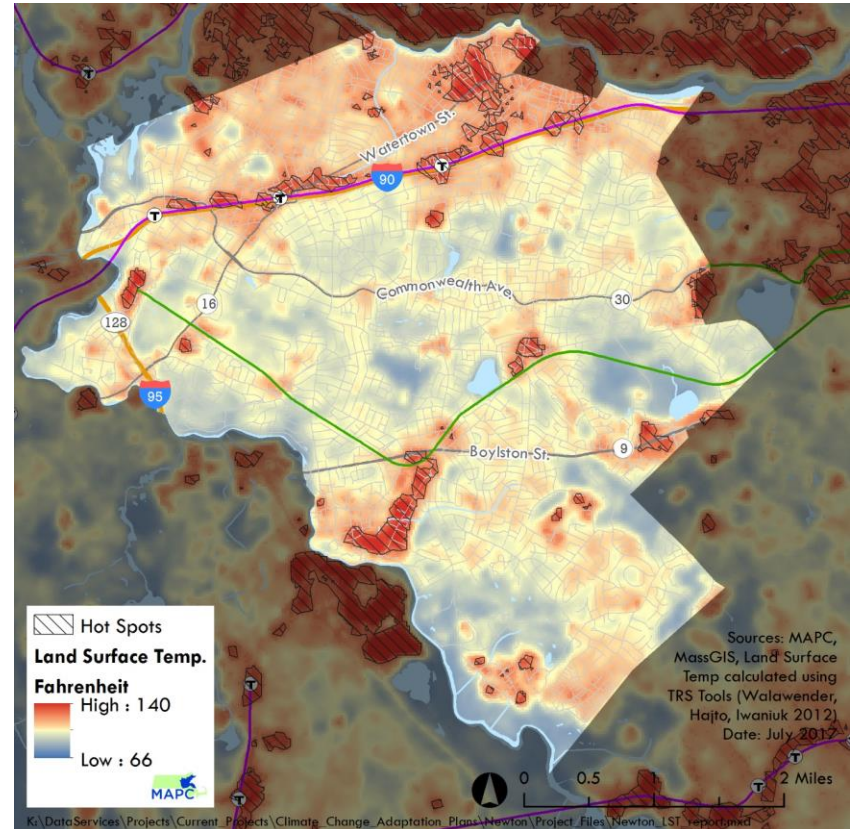 T
Watertown St.
90
T
T
T
Commonwealth Ave.
16
30
128
95
9
Boylston St.
Hot Spots
Land Surface Temp.
Fahrenheit
High : 140
Low : 66
MAPC
Sources: MAPC,
MassGIS, Land Surface
Temp calculated using
TRS Tools (Walawender,
Hajto, Iwaniuk 2012)
Date: July 2017
T
T
T
T
0 0.5 1 2 Miles
K:\DataServices\Projects\Current_Projects\Climate_Change_Adaptation_Plans\Newton\Project_Files\Newton_LST_report.mxd